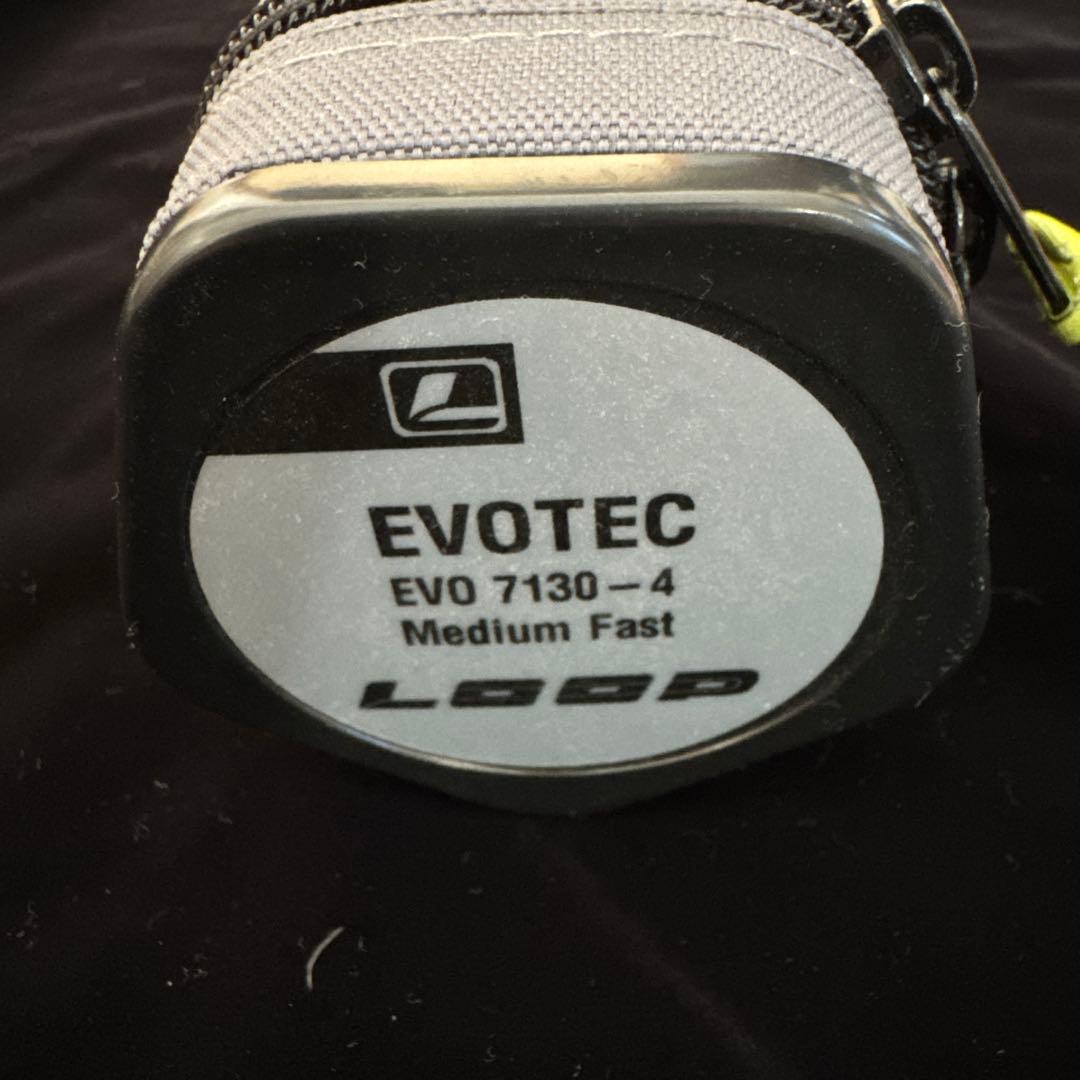 EVOTEC
EVO 7130-4
Medium Fast
LOOP